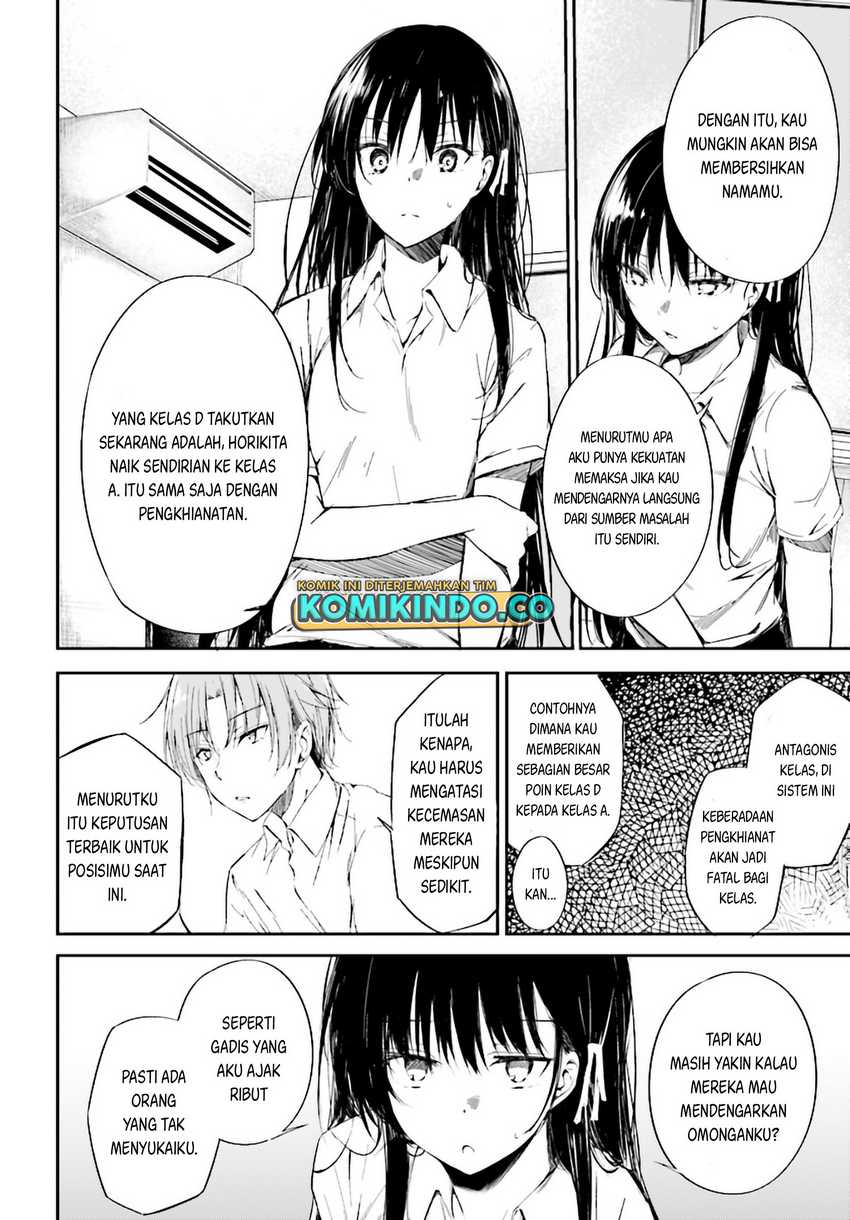 DENGAN ITU, KAU
MUNGKIN AKAN BISA
MEMBERSIHKAN
NAMAMU.
MENURUTMU APA
AKU PUNYA KEKUATAN
MEMAKSA JIKA KAU
MENDENGARNYA LANGSUNG
DARI SUMBER MASALAH
ITU SENDIRI.
YANG KELAS D TAKUTKAN
SEKARANG ADALAH, HORIKITA
NAIK SENDIRIAN KE KELAS
A. ITU SAMA SAJA DENGAN
PENGKHIANATAN.
KOMIK INI DITERJEMAHKAN TIM
KOMIKINDO.CO
ANTAGONIS
KELAS, DI
SISTEM INI
KEBERADAAN
PENGKHIANAT
AKAN JADI
FATAL BAGI
KELAS.
CONTOHNYA
DIMANA KAU
MEMBERIKAN
SEBAGIAN BESAR
POIN KELAS D
KEPADA KELAS A.
ITU
KAN...
ITULAH
KENAPA,
KAU HARUS
MENGATASI
KECEMASAN
MEREKA
MESKIPUN
SEDIKIT.
MENURUTKU
ITU KEPUTUSAN
TERBAIK UNTUK
POSISIMU SAAT
INI.
TAPI KAU
MASIH YAKIN KALAU
MEREKA MAU
MENDENGARKAN
OMONGANKU?
SEPERTI
GADIS YANG
AKU AJAK
RIBUT
PASTI ADA
ORANG
YANG TAK
MENYUKAIKU.